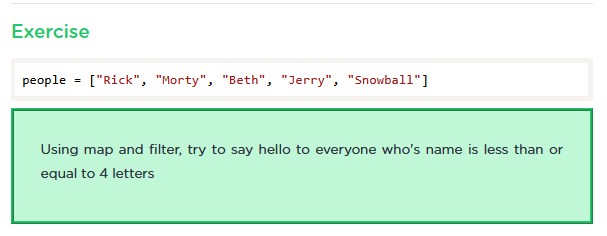 Exercise
people = ["Rick", "Morty", "Beth", "Jerry", "Snowball"]
Using map and filter, try to say hello to everyone who's name is less than or
equal to 4 letters